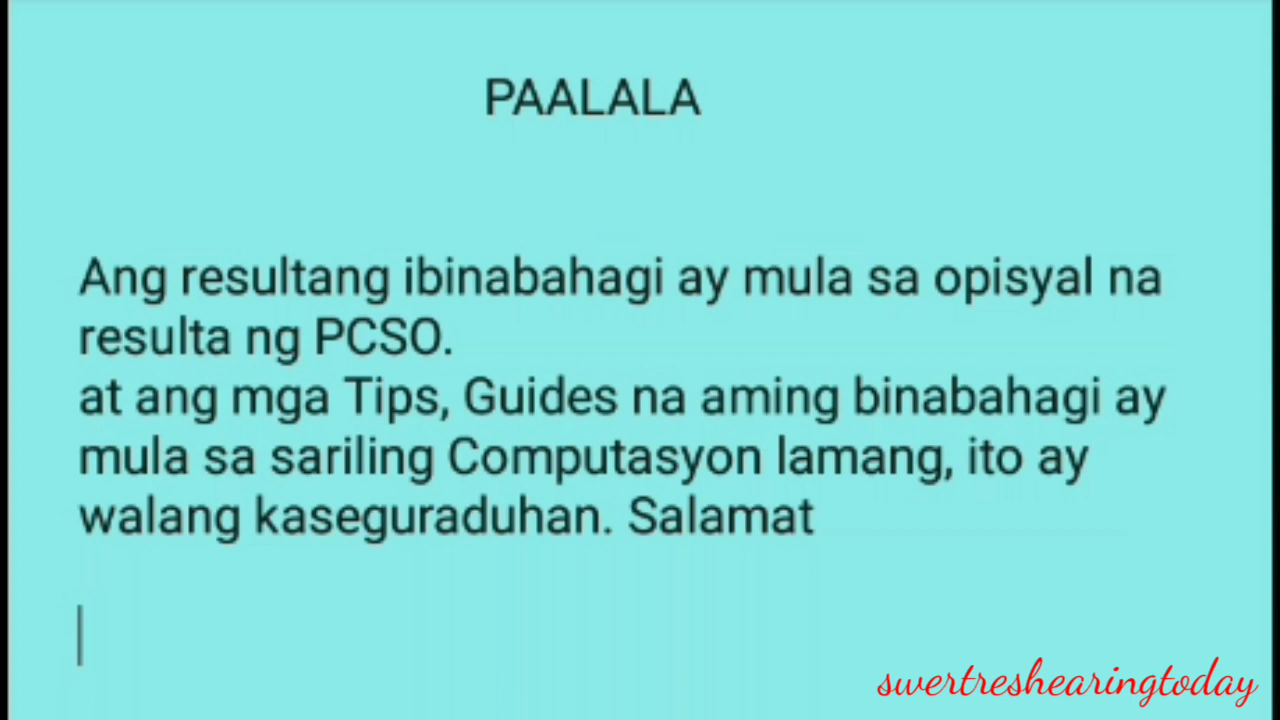 PAALALA
Ang resultang ibinabahagi ay mula sa opisyal na
resulta ng PCSO.
at ang mga Tips, Guides na aming binabahagi ay
mula sa sariling Computasyon lamang, ito ay
walang kaseguraduhan. Salamat
swertreshearingtoday